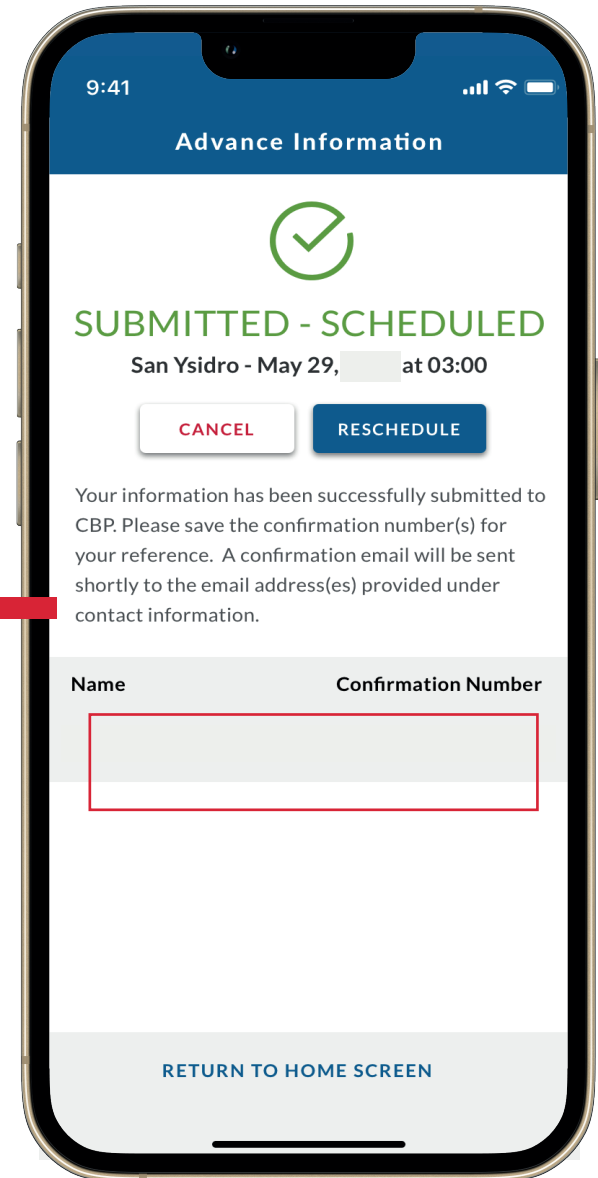 9:41
Advance Information
SUBMITTED - SCHEDULED
San Ysidro - May 29, at 03:00
CANCEL
RESCHEDULE
Your information has been successfully submitted to
CBP. Please save the confirmation number(s) for
your reference.  A confirmation email will be sent
shortly to the email address(es) provided under
contact information.
Name Confirmation Number
RETURN TO HOME SCREEN